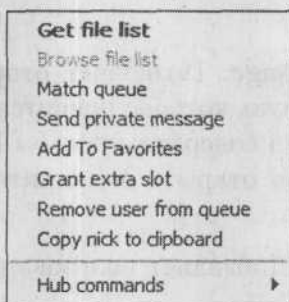 Get file list
Browse file list
Match queue
Send private message
Add To Favorites
Grant extra slot
Remove user from queue
Copy nick to clipboard
Hub commands